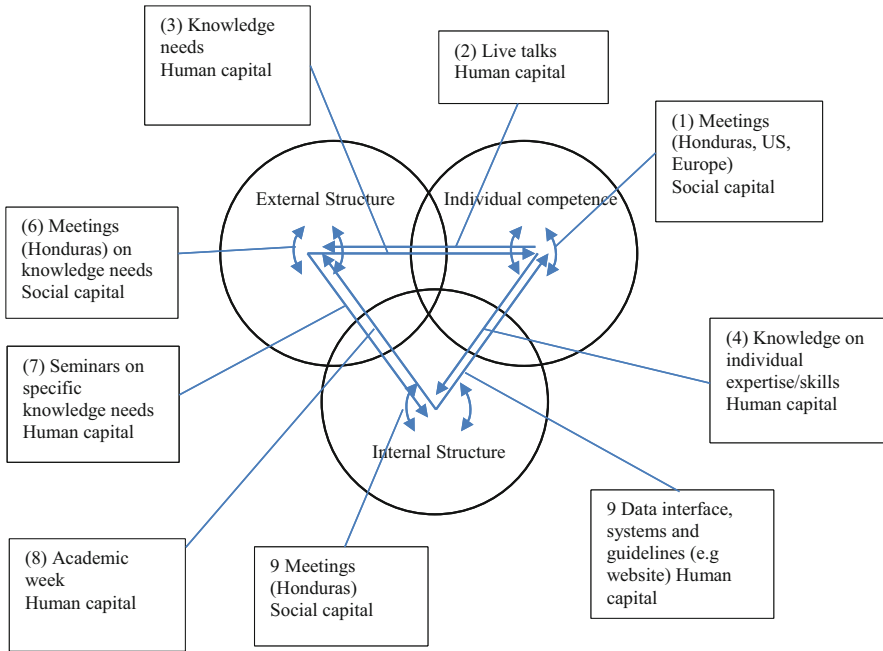 (3) Knowledge
needs
Human capital
(2) Live talks
Human capital
(1) Meetings
(Honduras, US,
Europe)
Social capital
External Structure
Individual competence
(6) Meetings
(Honduras) on
knowledge needs
Social capital
(7) Seminars on
specific
knowledge needs
Human capital
(4) Knowledge on
individual
expertise/skills
Human capital
Internal Structure
(8) Academic
week
Human capital
9 Meetings
(Honduras)
Social capital
9 Data interface,
systems and
guidelines (e.g
website) Human
capital